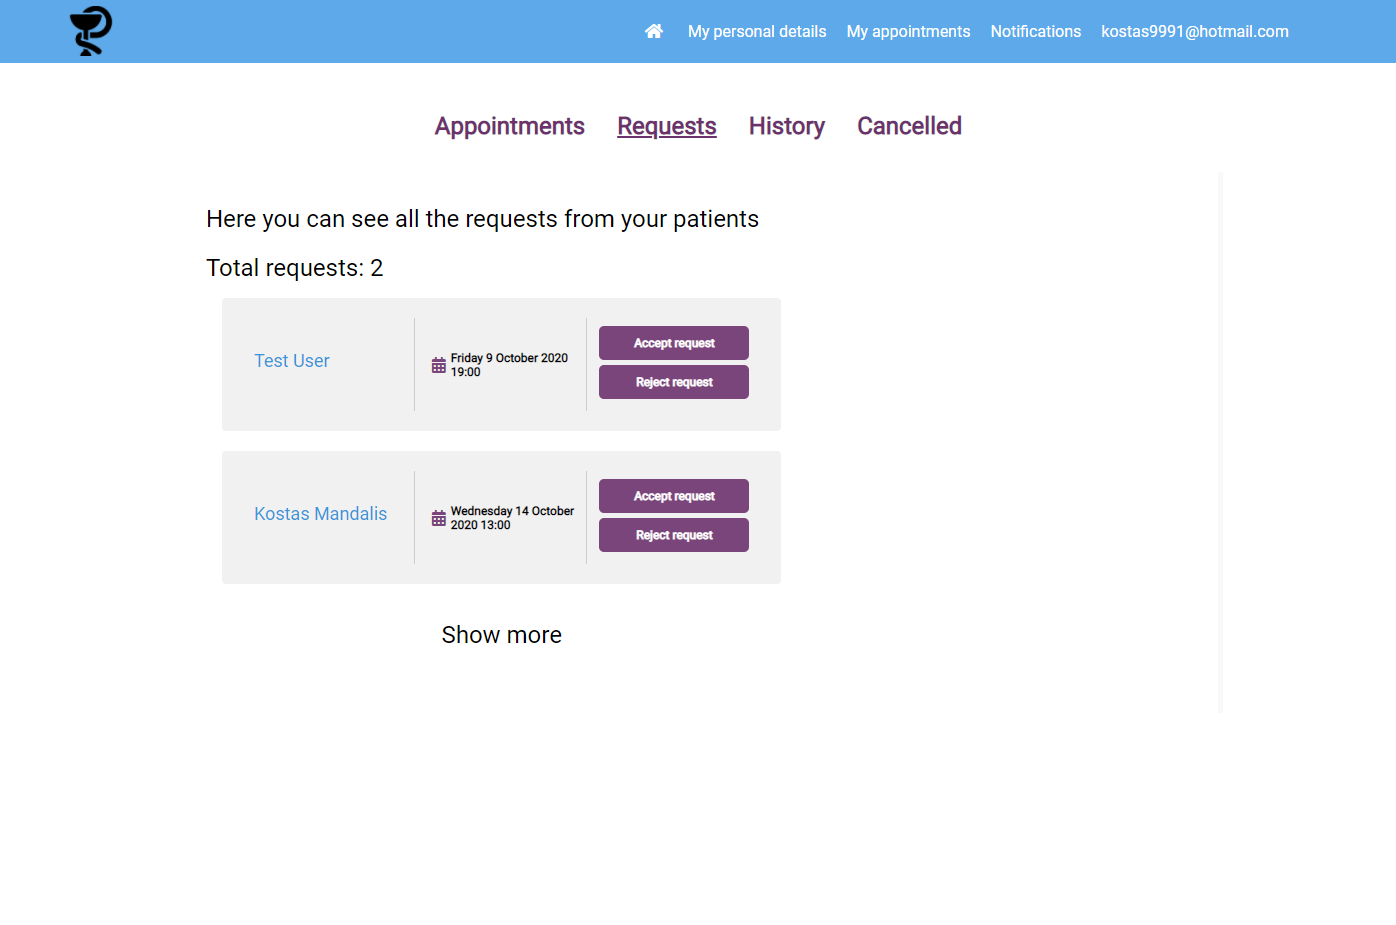 My personal details My appointments Notifications kostas9991@hotmail.com
Appointments Requests History Cancelled
Here you can see all the requests from your patients
Total requests: 2
Test User
Friday 9 October 2020
19:00
Accept request
Reject request
Kostas Mandalis
Wednesday 14 October
2020 13:00
Accept request
Reject request
Show more